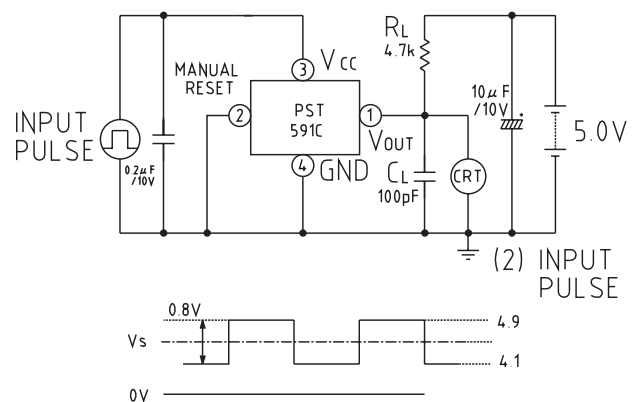 RL
4.7k
VCC
3
MANUAL
RESET
2
PST
591C
1
VOUT
INPUT
PULSE
0.2μF
/10V
4
GND
CL
100pF
CRT
10μF
/10V
+
5.0V
(2) INPUT
PULSE
0.8V
4.9
Vs
4.1
0V